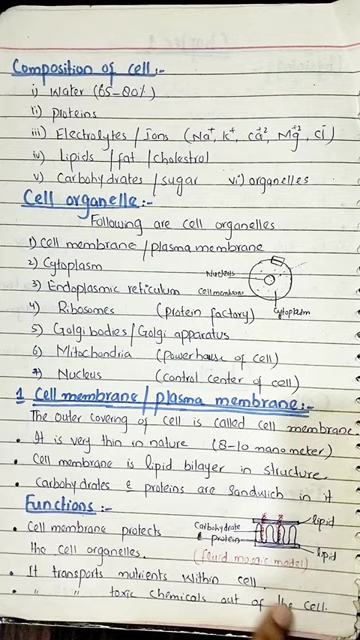 Composition of cell:-
i) Water (65-80%)
ii) proteins
iii) Electrolytes / ions (Na⁺, K⁺, Ca⁺², Mg⁺², Cl⁻)
iv) Lipids / fat / cholestrol
v) Carbohydrates / sugar vi) organelles
Cell organelle:-
Following are cell organelles
1) Cell membrane / plasma membrane
2) Cytoplasm
Nucleus
3) Endoplasmic reticulum
Cell membrane
4) Ribosomes (protein factory)
Cytoplasm
5) Golgi bodies / Golgi apparatus
6) Mitochondria (powerhouse of cell)
7) Nucleus (control center of cell)
1 Cell membrane / plasma membrane:-
The outer covering of cell is called cell membrane
• It is very thin in nature (8-10 nanometer)
• Cell membrane is lipid bilayer in structure.
• Carbohydrates & proteins are sandwich in it
Functions:-
• Cell membrane protects
Carbohydrate
& protein
lipid
the cell organelles.
lipid
(fluid mosaic model)
• It transports nutrients within cell
• " " toxic chemicals out of the cell.